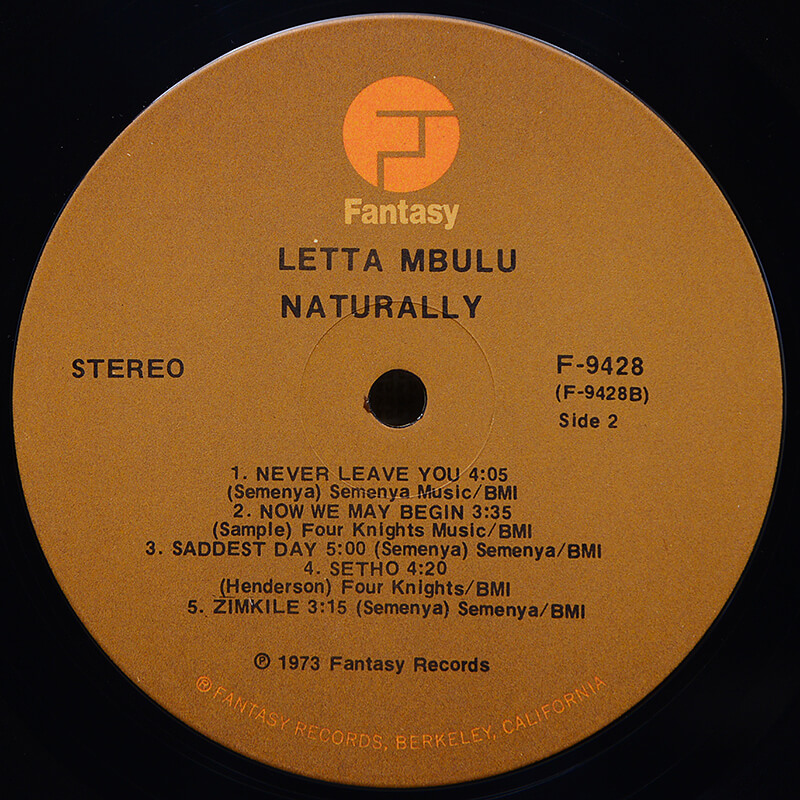 Fantasy
LETTA MBULU
NATURALLY
STEREO
F-9428
(F-9428B)
Side 2
1. NEVER LEAVE YOU 4:05
(Semenya) Semenya Music/BMI
2. NOW WE MAY BEGIN 3:35
(Sample) Four Knights Music/BMI
3. SADDEST DAY 5:00 (Semenya) Semenya/BMI
4. SETHO 4:20
(Henderson) Four Knights/BMI
5. ZIMKILE 3:15 (Semenya) Semenya/BMI
℗ 1973 Fantasy Records
® FANTASY RECORDS, BERKELEY, CALIFORNIA